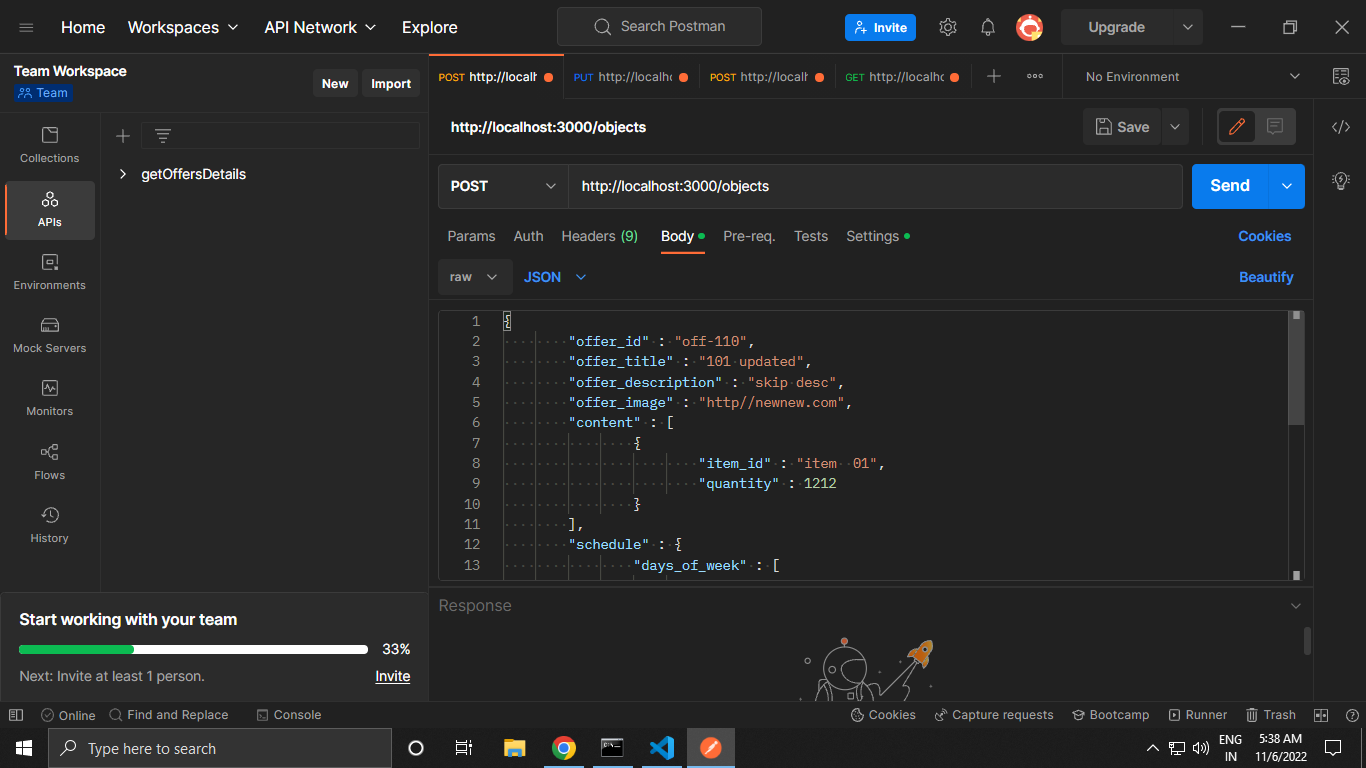 Home Workspaces API Network Explore Search Postman Invite Upgrade
Team Workspace
Team
New Import
POST http://localh PUT http://localho POST http://localh GET http://localho No Environment
Collections
APIs
Environments
Mock Servers
Monitors
Flows
History
getOffersDetails
http://localhost:3000/objects
Save
POST http://localhost:3000/objects Send
Params Auth Headers (9) Body Pre-req. Tests Settings Cookies
raw JSON Beautify
1 {
2 "offer_id" : "off-110",
3 "offer_title" : "101 updated",
4 "offer_description" : "skip desc",
5 "offer_image" : "http//newnew.com",
6 "content" : [
7 {
8 "item_id" : "item  01",
9 "quantity" : 1212
10 }
11 ],
12 "schedule" : {
13 "days_of_week" : [
Response
Start working with your team
33%
Next: Invite at least 1 person. Invite
Online Find and Replace Console Cookies Capture requests Bootcamp Runner Trash
Type here to search
ENG
IN
5:38 AM
11/6/2022